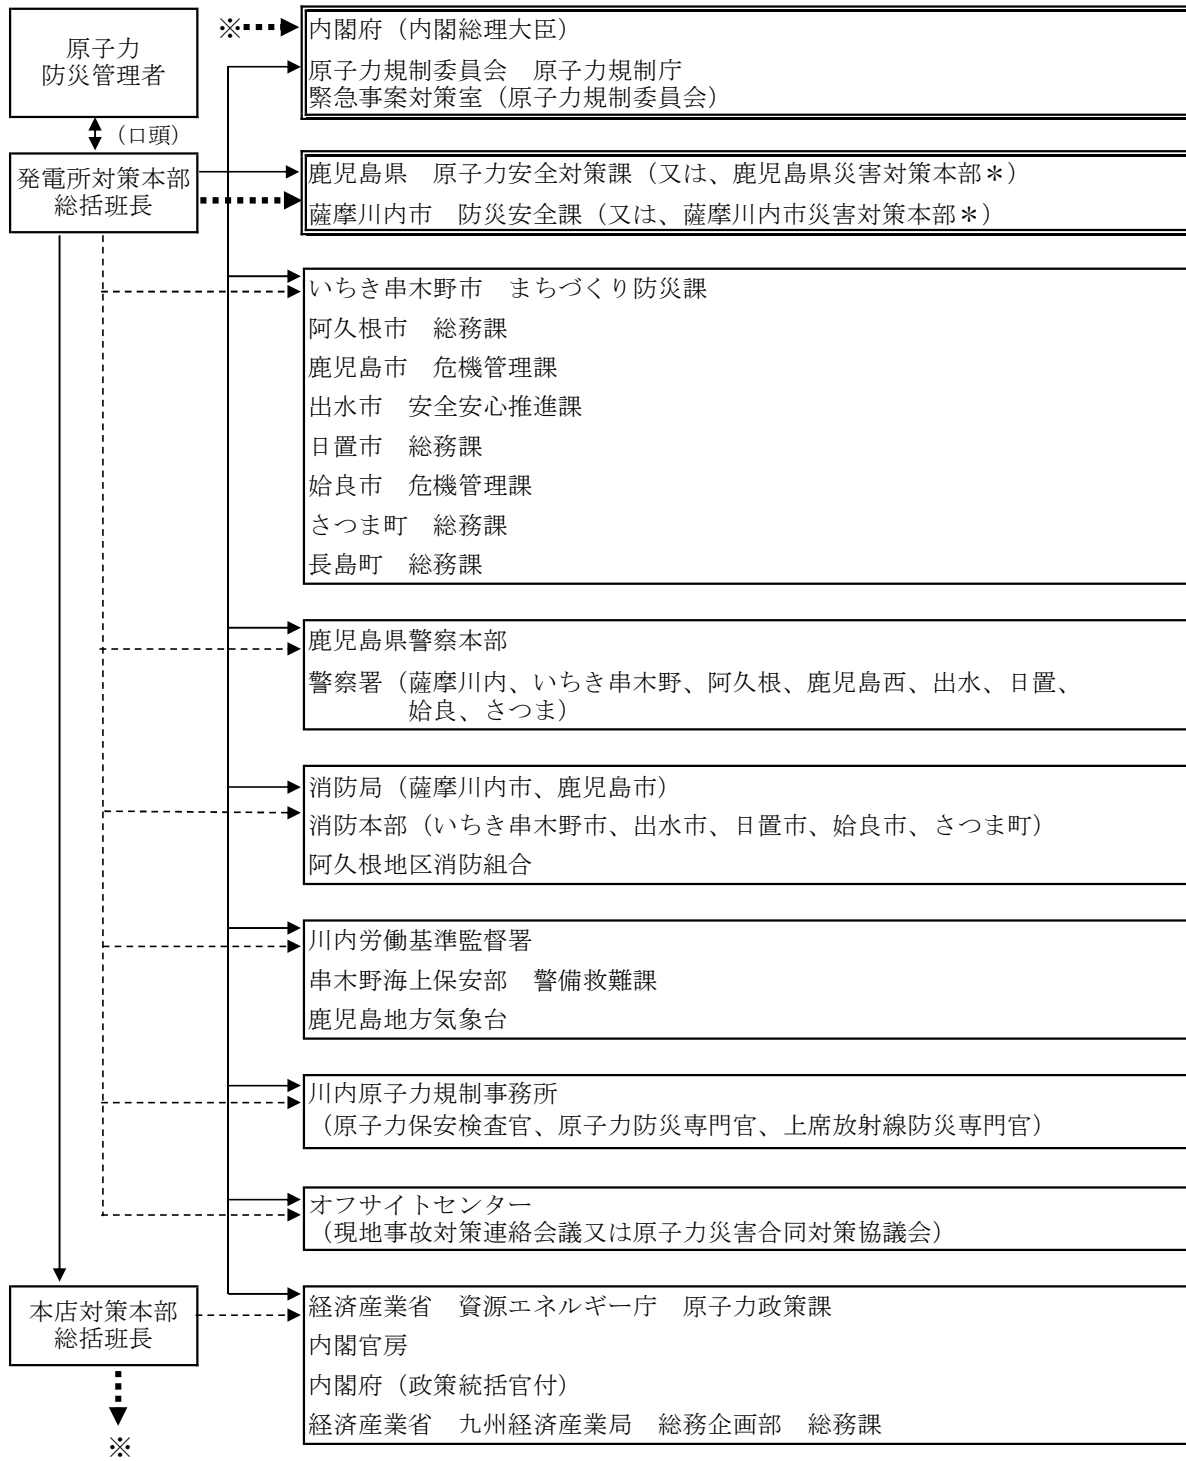 原子力
防災管理者
（口頭）
発電所対策本部
総括班長
※
内閣府（内閣総理大臣）
原子力規制委員会　原子力規制庁
緊急事案対策室（原子力規制委員会）
鹿児島県　原子力安全対策課（又は、鹿児島県災害対策本部＊）
薩摩川内市　防災安全課（又は、薩摩川内市災害対策本部＊）
いちき串木野市　まちづくり防災課
阿久根市　総務課
鹿児島市　危機管理課
出水市　安全安心推進課
日置市　総務課
姶良市　危機管理課
さつま町　総務課
長島町　総務課
鹿児島県警察本部
警察署（薩摩川内、いちき串木野、阿久根、鹿児島西、出水、日置、
姶良、さつま）
消防局（薩摩川内市、鹿児島市）
消防本部（いちき串木野市、出水市、日置市、姶良市、さつま町）
阿久根地区消防組合
川内労働基準監督署
串木野海上保安部　警備救難課
鹿児島地方気象台
川内原子力規制事務所
（原子力保安検査官、原子力防災専門官、上席放射線防災専門官）
オフサイトセンター
（現地事故対策連絡会議又は原子力災害合同対策協議会）
本店対策本部
総括班長
※
経済産業省　資源エネルギー庁　原子力政策課
内閣官房
内閣府（政策統括官付）
経済産業省　九州経済産業局　総務企画部　総務課